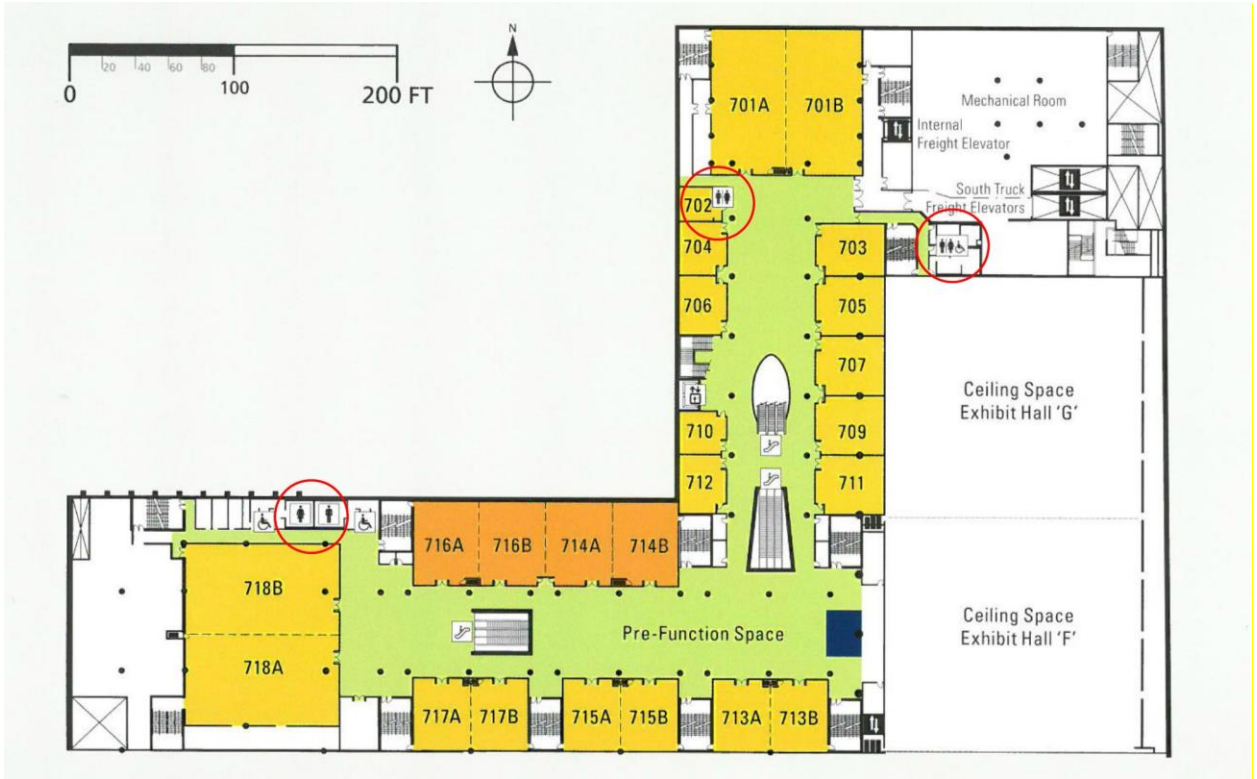 N
20 40 60 80
0 100 200 FT
701A 701B
Mechanical Room
Internal
Freight Elevator
South Truck
Freight Elevators
702
704 703
706 705
707
710 709
712 711
Ceiling Space
Exhibit Hall 'G'
716A 716B 714A 714B
718B
718A
Pre-Function Space
Ceiling Space
Exhibit Hall 'F'
717A 717B 715A 715B 713A 713B